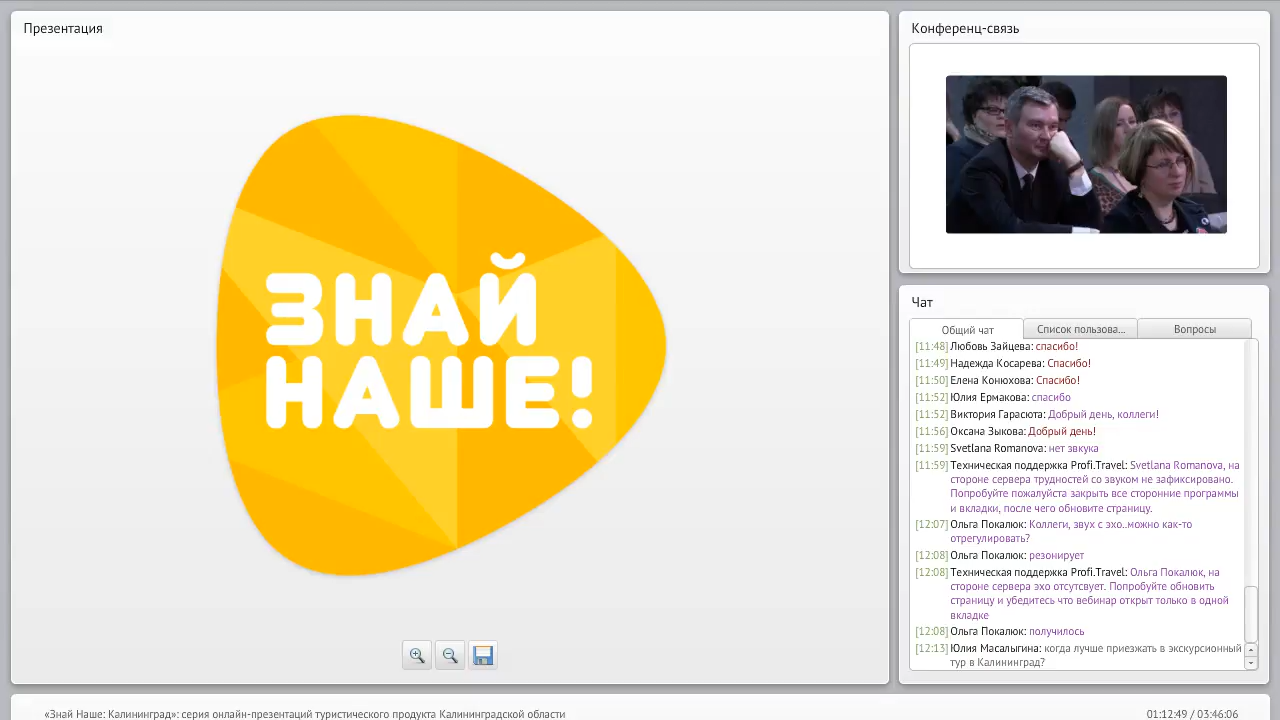 Презентация
ЗНАЙ
НАШЕ!
Конференц-связь
Чат
Общий чат
Список пользова...
Вопросы
[11:48] Любовь Зайцева: спасибо!
[11:49] Надежда Косарева: Спасибо!
[11:50] Елена Конюхова: Спасибо!
[11:52] Юлия Ермакова: спасибо
[11:52] Виктория Гарасюта: Добрый день, коллеги!
[11:56] Оксана Зыкова: Добрый день!
[11:59] Svetlana Romanova: нет звкука
[11:59] Техническая поддержка Profi.Travel: Svetlana Romanova, на
стороне сервера трудностей со звуком не зафиксировано.
Попробуйте пожалуйста закрыть все сторонние программы
и вкладки, после чего обновите страницу.
[12:07] Ольга Покалюк: Коллеги, звух с эхо..можно как-то
отрегулировать?
[12:08] Ольга Покалюк: резонирует
[12:08] Техническая поддержка Profi.Travel: Ольга Покалюк, на
стороне сервера эхо отсутсвует. Попробуйте обновить
страницу и убедитесь что вебинар открыт только в одной
вкладке
[12:08] Ольга Покалюк: получилось
[12:13] Юлия Масалыгина: когда лучше приезжать в экскурсионный
тур в Калининград?
«Знай Наше: Калининград»: серия онлайн-презентаций туристического продукта Калининградской области
01:12:49 / 03:46:06